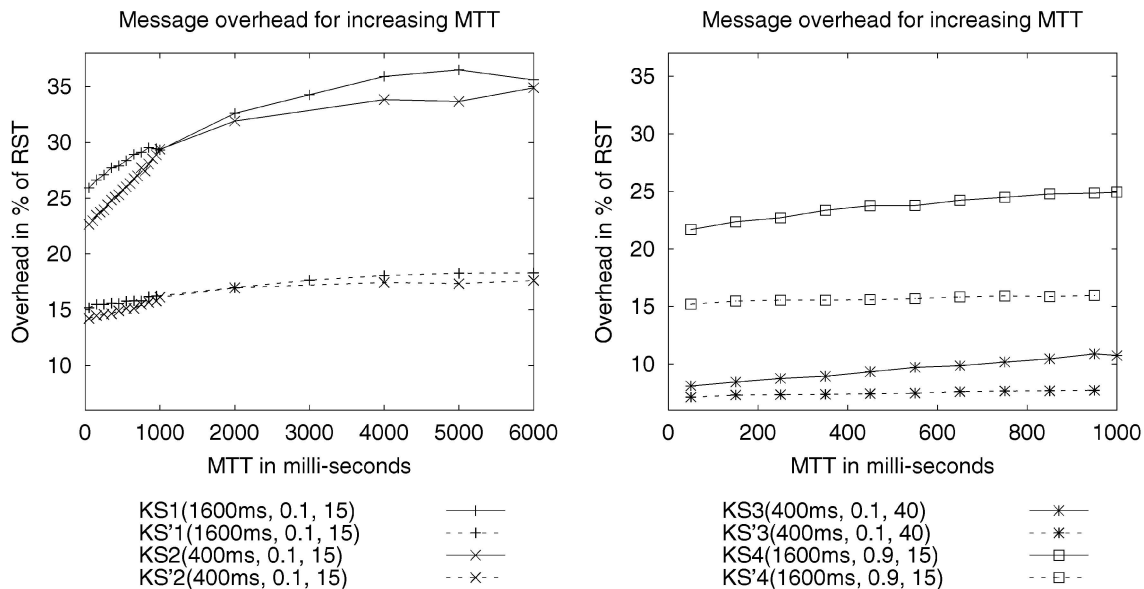 Message overhead for increasing MTT
35
30
25
20
15
10
Overhead in % of RST
0 1000 2000 3000 4000 5000 6000
MTT in milli-seconds
KS1(1600ms, 0.1, 15)
KS'1(1600ms, 0.1, 15)
KS2(400ms, 0.1, 15)
KS'2(400ms, 0.1, 15)
Message overhead for increasing MTT
35
30
25
20
15
10
Overhead in % of RST
0 200 400 600 800 1000
MTT in milli-seconds
KS3(400ms, 0.1, 40)
KS'3(400ms, 0.1, 40)
KS4(1600ms, 0.9, 15)
KS'4(1600ms, 0.9, 15)